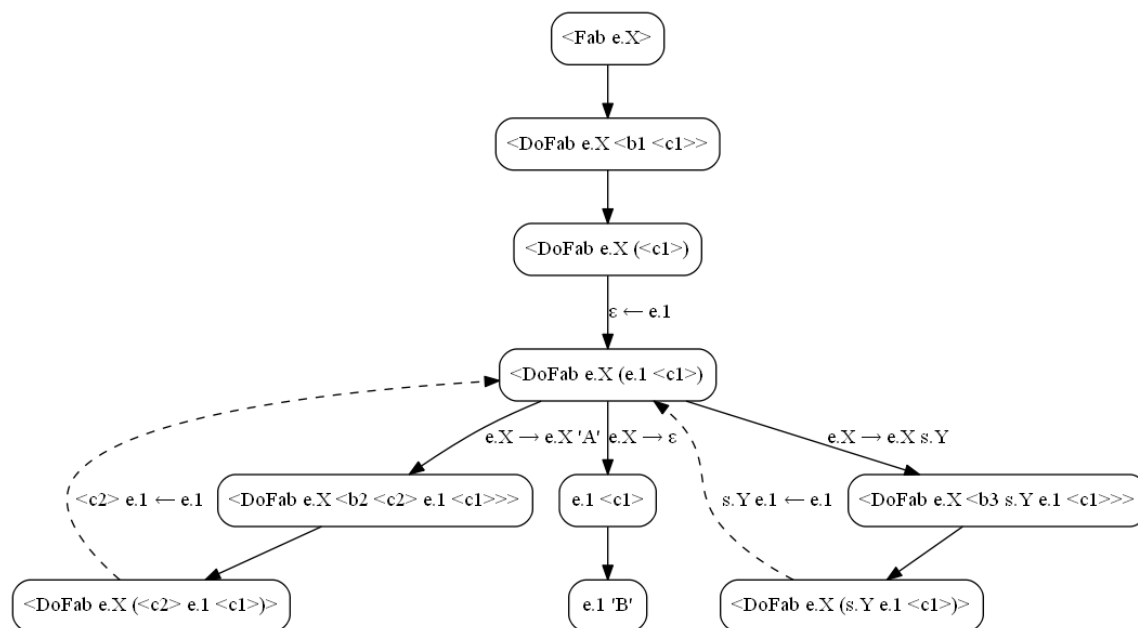 <Fab e.X>
<DoFab e.X <b1 <c1>>
<DoFab e.X (<c1>)
ε ← e.1
<DoFab e.X (e.1 <c1>)
e.X → e.X 'A'
e.X → ε
e.X → e.X s.Y
<c2> e.1 ← e.1
<DoFab e.X <b2 <c2> e.1 <c1>>>
e.1 <c1>
s.Y e.1 ← e.1
<DoFab e.X <b3 s.Y e.1 <c1>>>
<DoFab e.X (<c2> e.1 <c1>)>
e.1 'B'
<DoFab e.X (s.Y e.1 <c1>)>